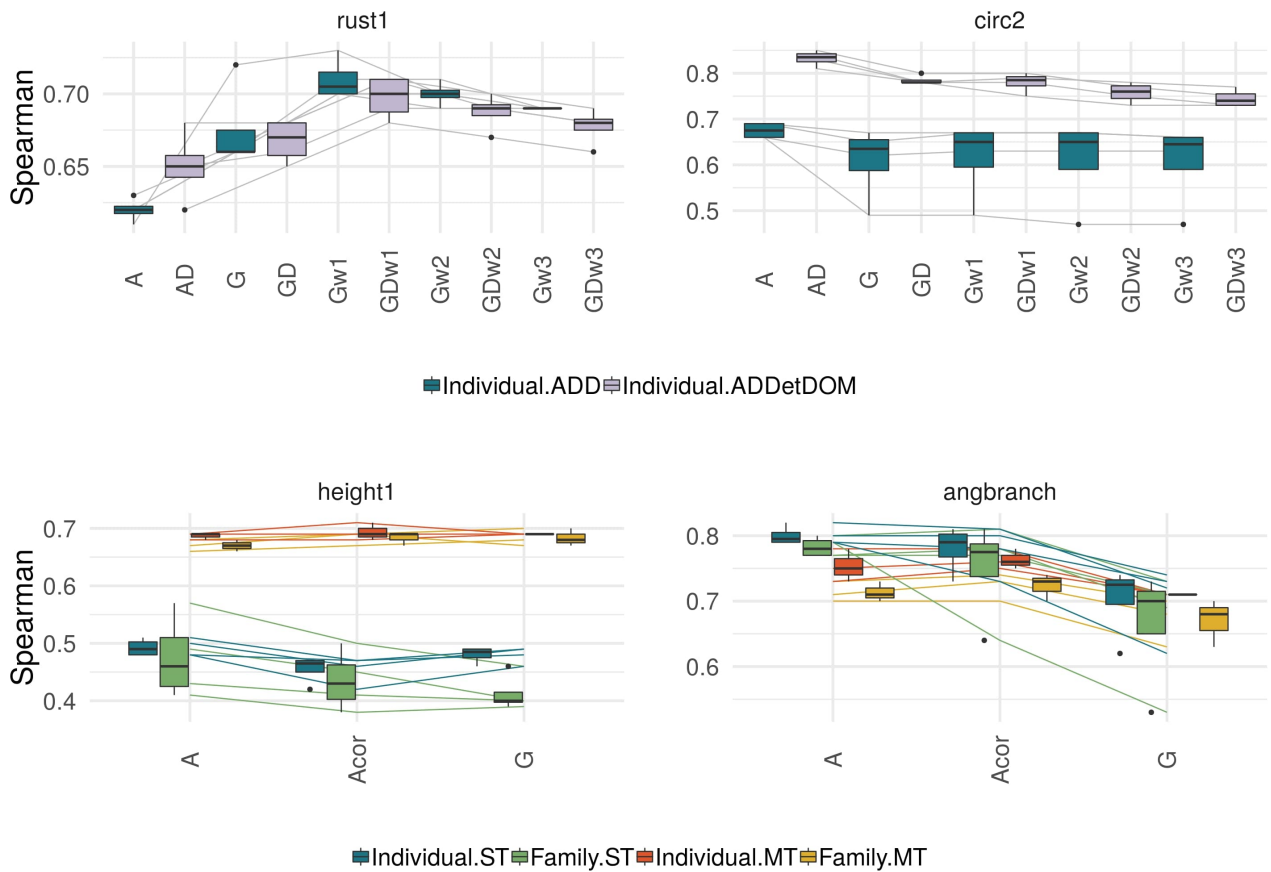 rust1
circ2
Spearman
0.70
0.65
0.8
0.7
0.6
0.5
A AD G GD Gw1 GDw1 Gw2 GDw2 Gw3 GDw3
A AD G GD Gw1 GDw1 Gw2 GDw2 Gw3 GDw3
Individual.ADD Individual.ADDetDOM
height1
angbranch
Spearman
0.7
0.6
0.5
0.4
0.8
0.7
0.6
A Acor G
A Acor G
Individual.ST Family.ST Individual.MT Family.MT